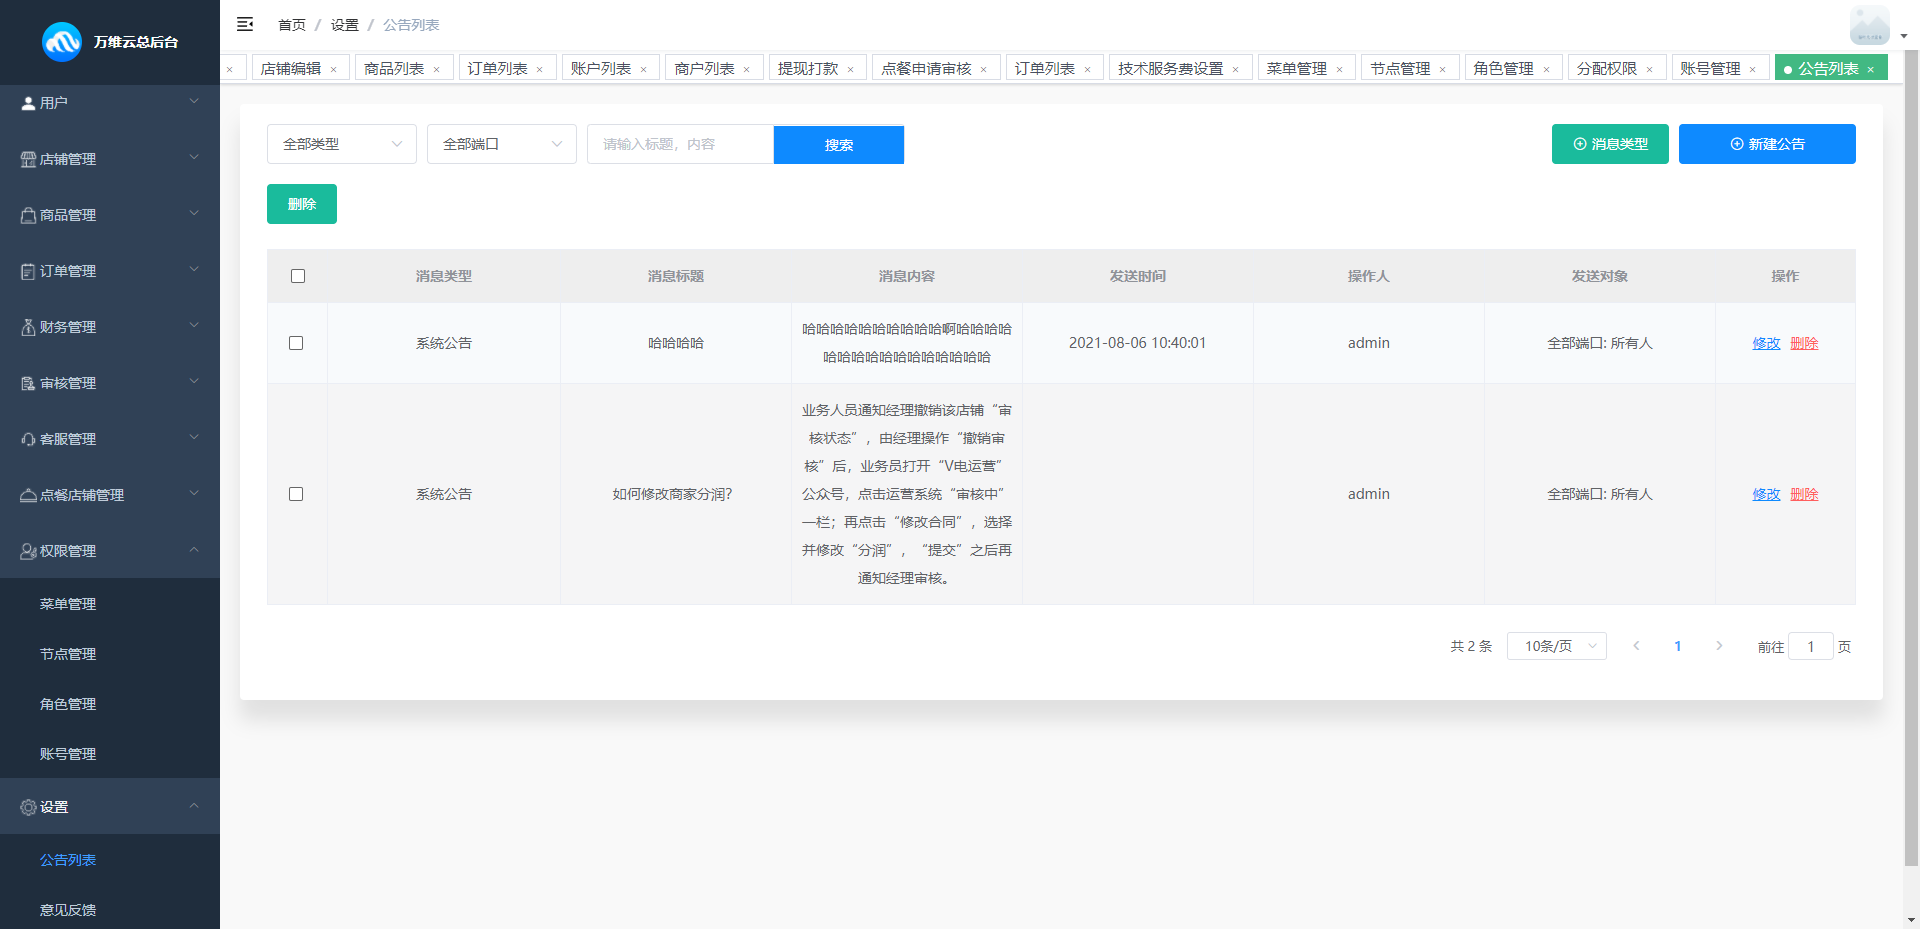 万维云总后台
用户
店铺管理
商品管理
订单管理
财务管理
审核管理
客服管理
点餐店铺管理
权限管理
菜单管理
节点管理
角色管理
账号管理
设置
公告列表
意见反馈
首页 / 设置 / 公告列表
× 店铺编辑 × 商品列表 × 订单列表 × 账户列表 × 商户列表 × 提现打款 × 点餐申请审核 × 订单列表 × 技术服务费设置 × 菜单管理 × 节点管理 × 角色管理 × 分配权限 × 账号管理 × 公告列表 ×
全部类型 全部端口 请输入标题，内容 搜索 消息类型 新建公告
删除
消息类型 消息标题 消息内容 发送时间 操作人 发送对象 操作
系统公告 哈哈哈哈 哈哈哈哈哈哈哈哈哈哈啊哈哈哈哈 2021-08-06 10:40:01 admin 全部端口: 所有人 修改 删除
哈哈哈哈哈哈哈哈哈哈哈哈
业务人员通知经理撤销该店铺“审
核状态”，由经理操作“撤销审
核”后，业务员打开“V电运营”
系统公告 如何修改商家分润? 公众号，点击运营系统“审核中” admin 全部端口: 所有人 修改 删除
一栏；再点击“修改合同”，选择
并修改“分润”，“提交”之后再
通知经理审核。
共 2 条 10条/页 1 前往 1 页